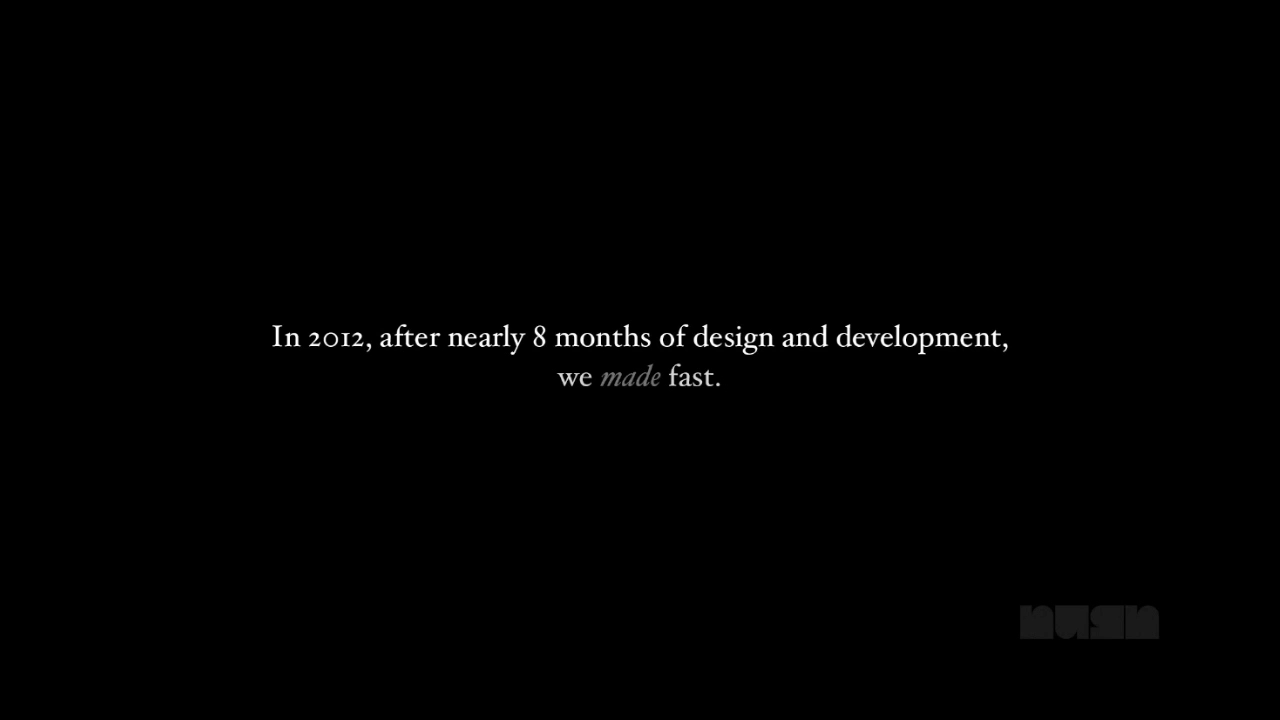 In 2012, after nearly 8 months of design and development,
we made fast.